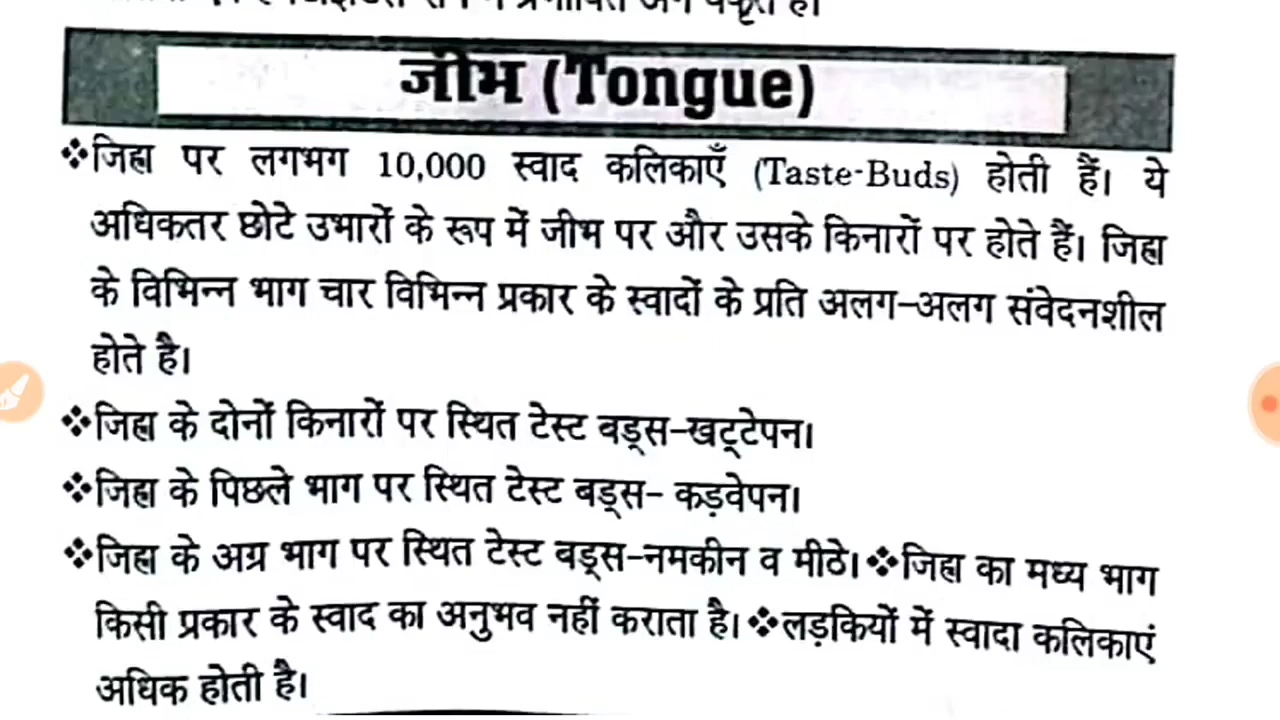 जीभ (Tongue)
❖जिह्वा पर लगभग 10,000 स्वाद कलिकाएँ (Taste-Buds) होती हैं। ये
अधिकतर छोटे उभारों के रूप में जीभ पर और उसके किनारों पर होते हैं। जिह्वा
के विभिन्न भाग चार विभिन्न प्रकार के स्वादों के प्रति अलग-अलग संवेदनशील
होते है।
❖जिह्वा के दोनों किनारों पर स्थित टेस्ट बड्स-खट्टेपन।
❖जिह्वा के पिछले भाग पर स्थित टेस्ट बड्स- कड़वेपन।
❖जिह्वा के अग्र भाग पर स्थित टेस्ट बड्स-नमकीन व मीठे। ❖जिह्वा का मध्य भाग
किसी प्रकार के स्वाद का अनुभव नहीं कराता है। ❖लड़कियों में स्वादा कलिकाएं
अधिक होती है।